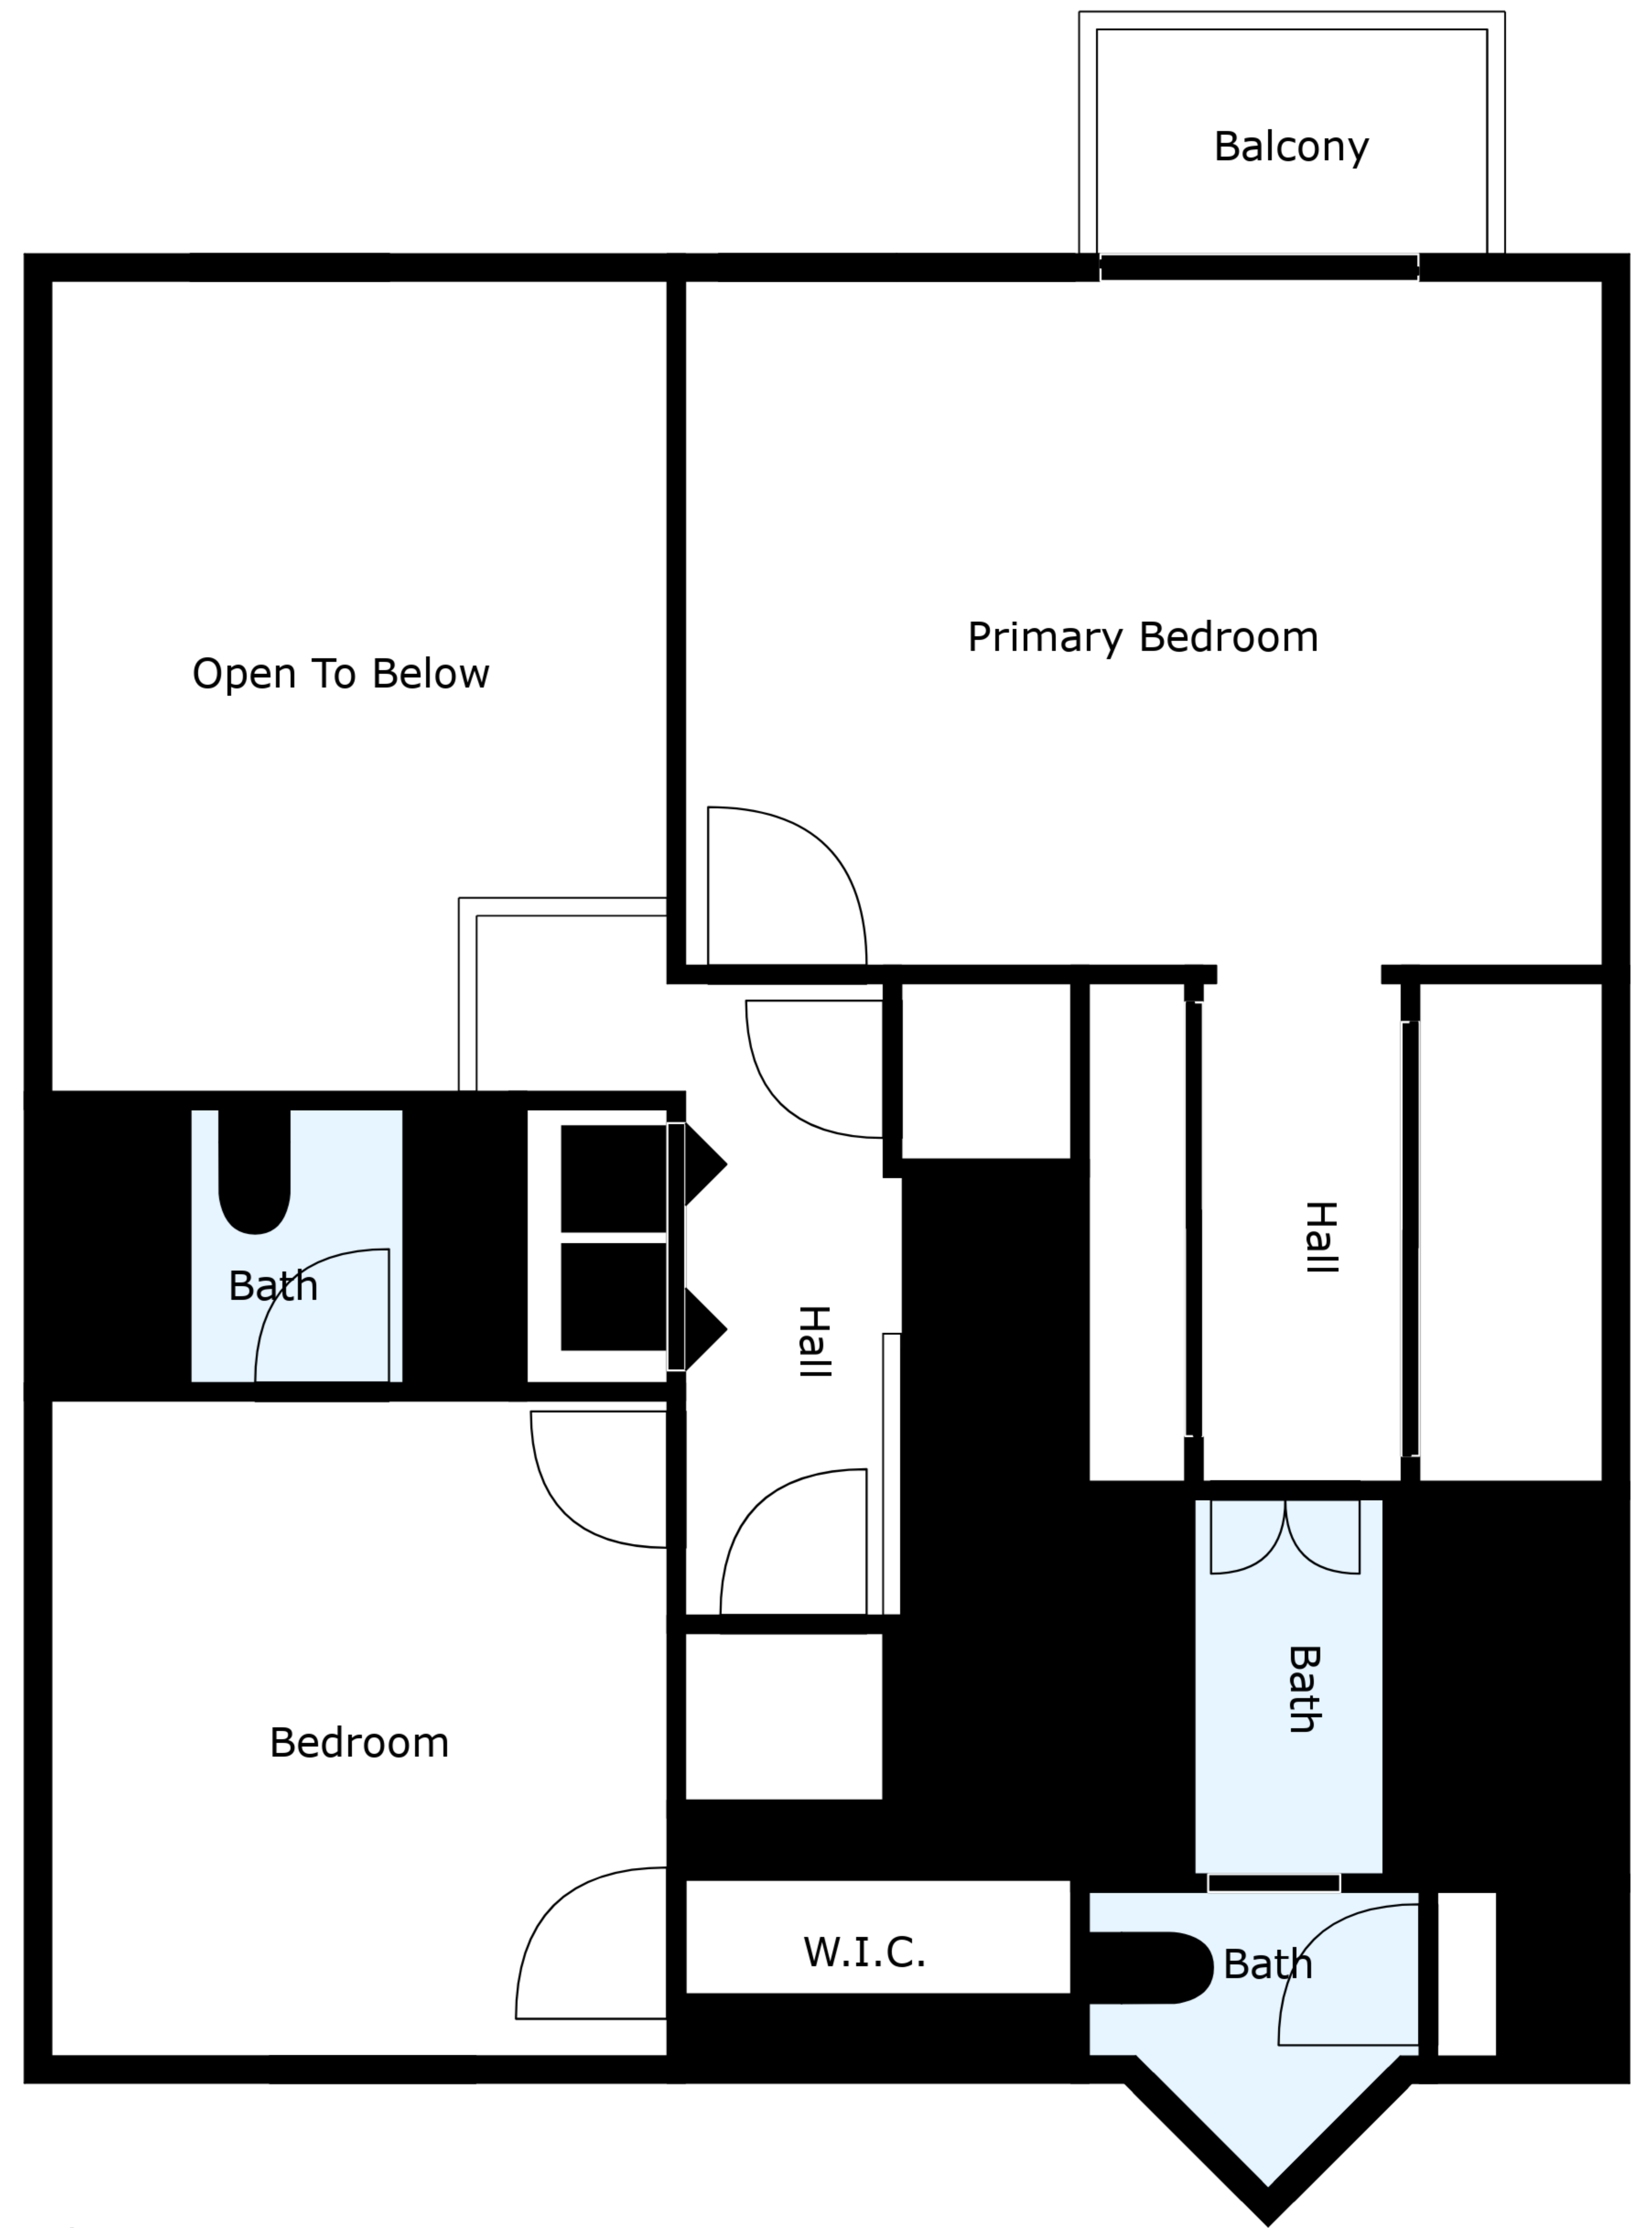 Balcony
Primary Bedroom
Open To Below
Hall
Bath
Hall
Bath
Bedroom
W.I.C.
Bath